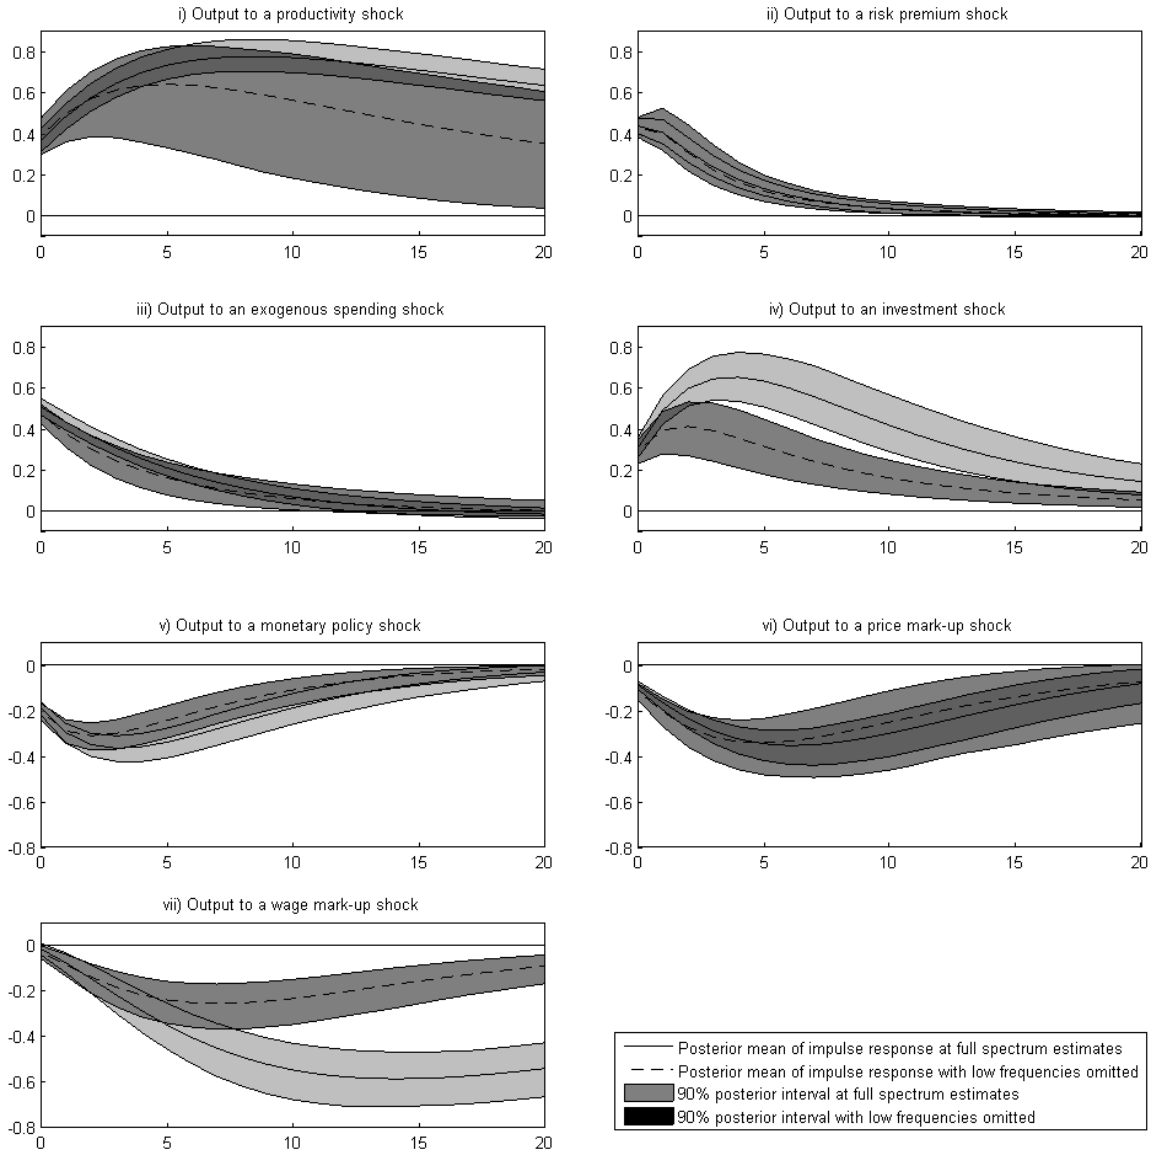 i) Output to a productivity shock
0.8
0.6
0.4
0.2
0
0 5 10 15 20
ii) Output to a risk premium shock
0.8
0.6
0.4
0.2
0
0 5 10 15 20
iii) Output to an exogenous spending shock
0.8
0.6
0.4
0.2
0
0 5 10 15 20
iv) Output to an investment shock
0.8
0.6
0.4
0.2
0
0 5 10 15 20
v) Output to a monetary policy shock
0
-0.2
-0.4
-0.6
-0.8
0 5 10 15 20
vi) Output to a price mark-up shock
0
-0.2
-0.4
-0.6
-0.8
0 5 10 15 20
vii) Output to a wage mark-up shock
0
-0.2
-0.4
-0.6
-0.8
0 5 10 15 20
Posterior mean of impulse response at full spectrum estimates
Posterior mean of impulse response with low frequencies omitted
90% posterior interval at full spectrum estimates
90% posterior interval with low frequencies omitted